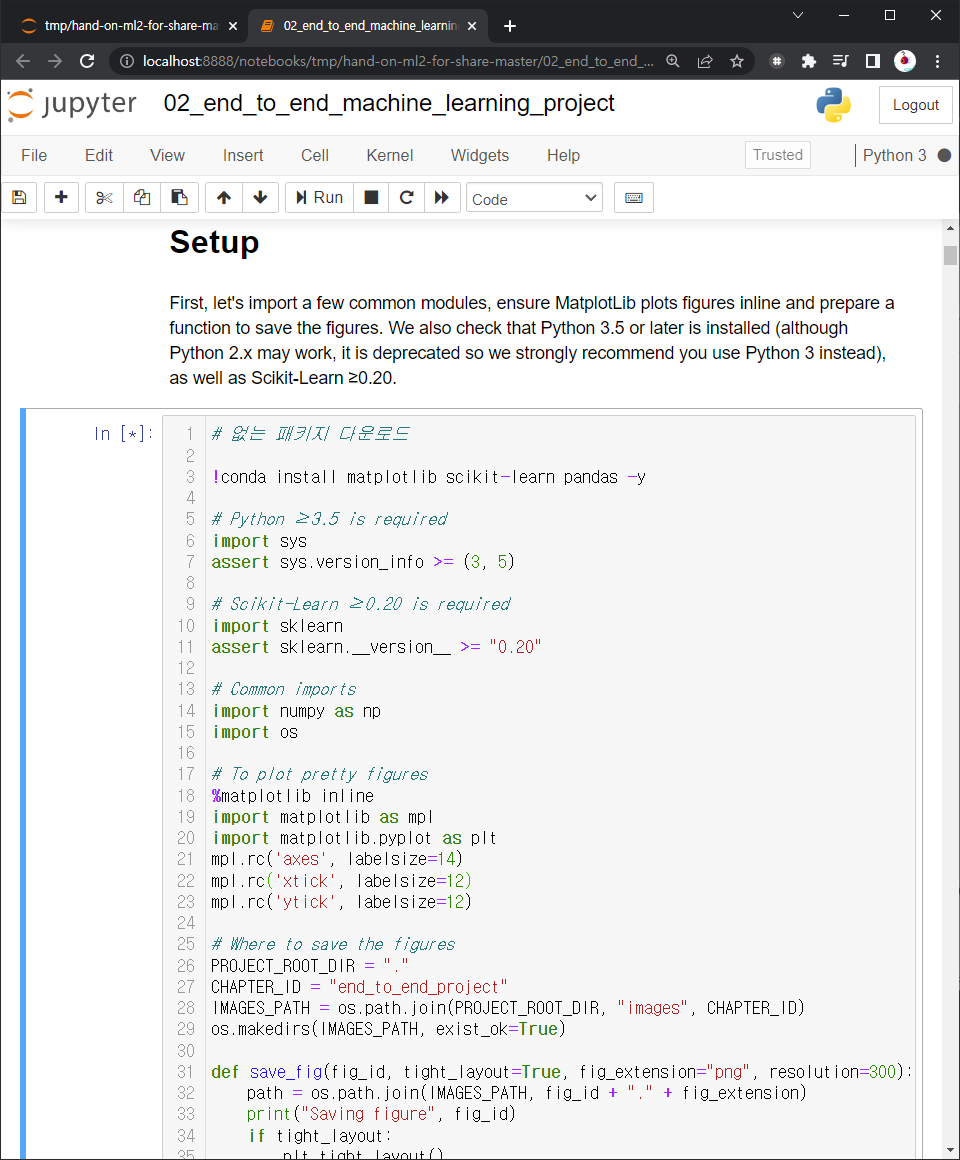 tmp/hand-on-ml2-for-share-ma
02_end_to_end_machine_learnin
localhost:8888/notebooks/tmp/hand-on-ml2-for-share-master/02_end_to_end_...
jupyter 02_end_to_end_machine_learning_project
Logout
File Edit View Insert Cell Kernel Widgets Help Trusted Python 3
Run Code
Setup
First, let's import a few common modules, ensure MatplotLib plots figures inline and prepare a
function to save the figures. We also check that Python 3.5 or later is installed (although
Python 2.x may work, it is deprecated so we strongly recommend you use Python 3 instead),
as well as Scikit-Learn ≥0.20.
In [*]:
1 # 없는 패키지 다운로드
2
3 !conda install matplotlib scikit-learn pandas -y
4
5 # Python ≥3.5 is required
6 import sys
7 assert sys.version_info >= (3, 5)
8
9 # Scikit-Learn ≥0.20 is required
10 import sklearn
11 assert sklearn.__version__ >= "0.20"
12
13 # Common imports
14 import numpy as np
15 import os
16
17 # To plot pretty figures
18 %matplotlib inline
19 import matplotlib as mpl
20 import matplotlib.pyplot as plt
21 mpl.rc('axes', labelsize=14)
22 mpl.rc('xtick', labelsize=12)
23 mpl.rc('ytick', labelsize=12)
24
25 # Where to save the figures
26 PROJECT_ROOT_DIR = "."
27 CHAPTER_ID = "end_to_end_project"
28 IMAGES_PATH = os.path.join(PROJECT_ROOT_DIR, "images", CHAPTER_ID)
29 os.makedirs(IMAGES_PATH, exist_ok=True)
30
31 def save_fig(fig_id, tight_layout=True, fig_extension="png", resolution=300):
32 path = os.path.join(IMAGES_PATH, fig_id + "." + fig_extension)
33 print("Saving figure", fig_id)
34 if tight_layout:
35 plt.tight_layout()